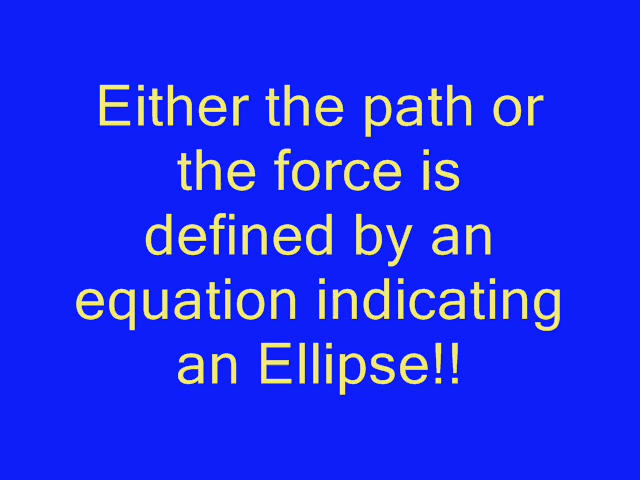 Either the path or
the force is
defined by an
equation indicating
an Ellipse!!